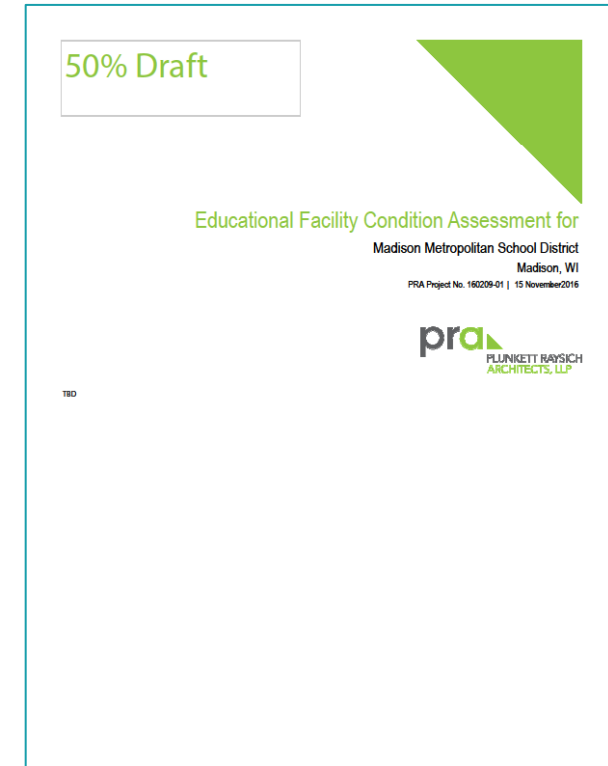 50% Draft
Educational Facility Condition Assessment for
Madison Metropolitan School District
Madison, WI
PRA Project No. 160209-01 | 15 November2016
pra
PLUNKETT RAYSICH
ARCHITECTS, LLP
TBD